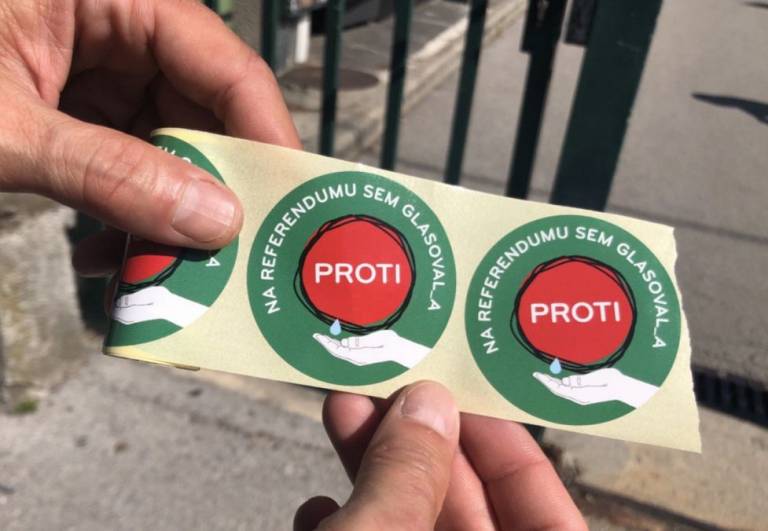 NA REFERENDUMU SEM GLASOVAL_A
PROTI
NA REFERENDUMU SEM GLASOVAL_A
PROTI